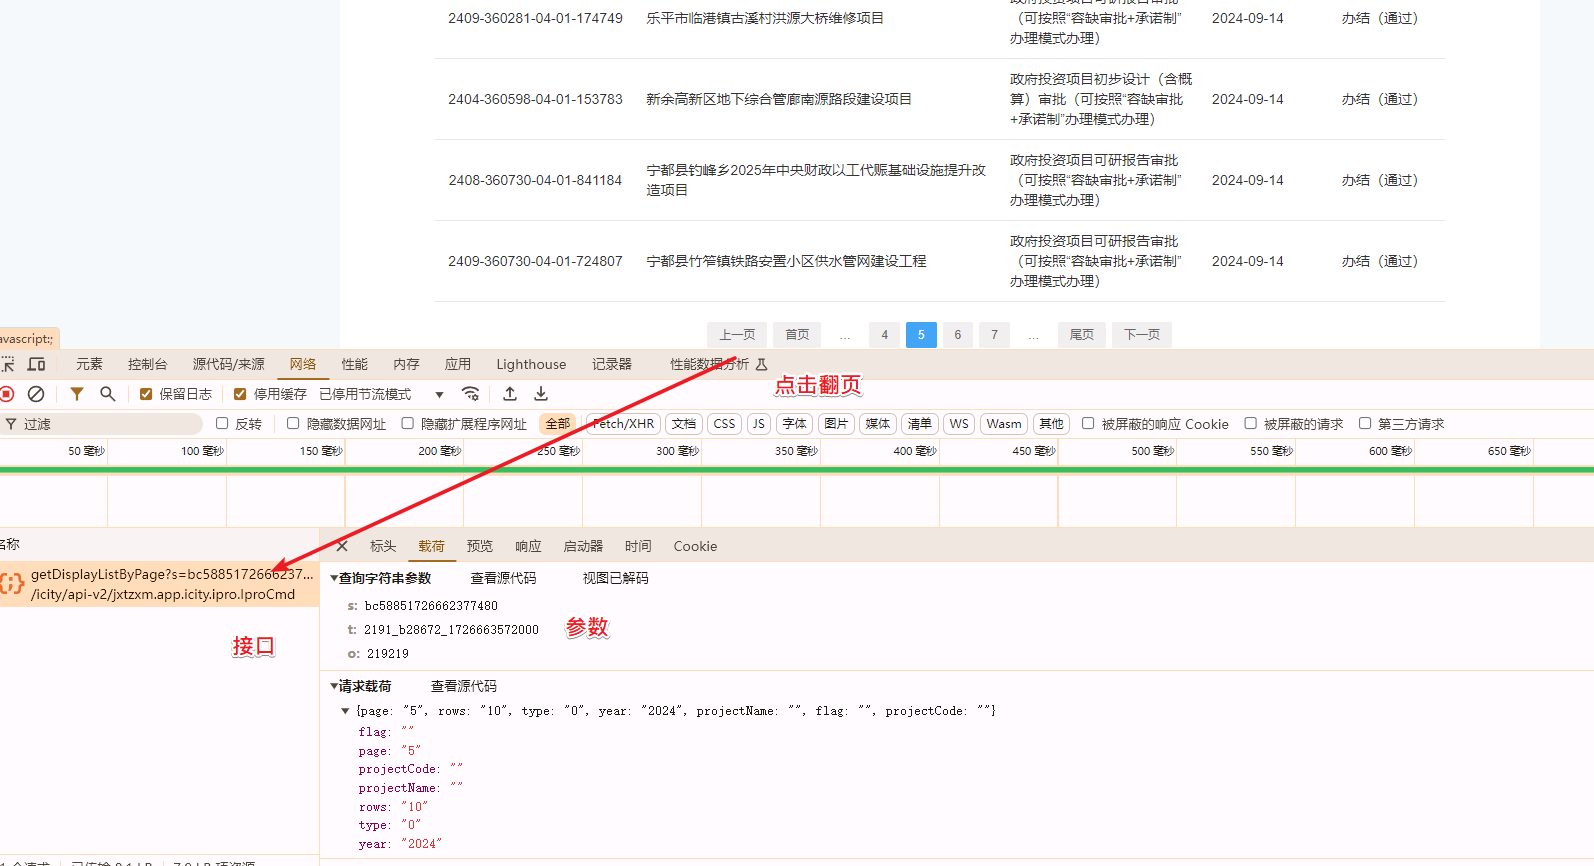 2409-360281-04-01-174749 乐平市临港镇古溪村洪源大桥维修项目 政府投资项目可研报告审批（可按照“容缺审批+承诺制”办理模式办理） 2024-09-14 办结（通过）
2404-360598-04-01-153783 新余高新区地下综合管廊南源路段建设项目 政府投资项目初步设计（含概算）审批（可按照“容缺审批+承诺制”办理模式办理） 2024-09-14 办结（通过）
2408-360730-04-01-841184 宁都县钓峰乡2025年中央财政以工代赈基础设施提升改造项目 政府投资项目可研报告审批（可按照“容缺审批+承诺制”办理模式办理） 2024-09-14 办结（通过）
2409-360730-04-01-724807 宁都县竹笮镇铁路安置小区供水管网建设工程 政府投资项目可研报告审批（可按照“容缺审批+承诺制”办理模式办理） 2024-09-14 办结（通过）
上一页 首页 ... 4 5 6 7 ... 尾页 下一页
avascript:;
元素 控制台 源代码/来源 网络 性能 内存 应用 Lighthouse 记录器 性能数据分析
点击翻页
保留日志 停用缓存 已停用节流模式
过滤 反转 隐藏数据网址 隐藏扩展程序网址 全部 Fetch/XHR 文档 CSS JS 字体 图片 媒体 清单 WS Wasm 其他 被屏蔽的响应 Cookie 被屏蔽的请求 第三方请求
50 毫秒 100 毫秒 150 毫秒 200 毫秒 250 毫秒 300 毫秒 350 毫秒 400 毫秒 450 毫秒 500 毫秒 550 毫秒 600 毫秒 650 毫秒
名称
标头 载荷 预览 响应 启动器 时间 Cookie
getDisplayListByPage?s=bc5885172666237...
/icity/api-v2/jxtzxm.app.icity.ipro.IproCmd
接口
查询字符串参数 查看源代码 视图已解码
s: bc58851726662377480
t: 2191_b28672_1726663572000
o: 219219
参数
请求载荷 查看源代码
{page: "5", rows: "10", type: "0", year: "2024", projectName: "", flag: "", projectCode: ""}
flag: ""
page: "5"
projectCode: ""
projectName: ""
rows: "10"
type: "0"
year: "2024"